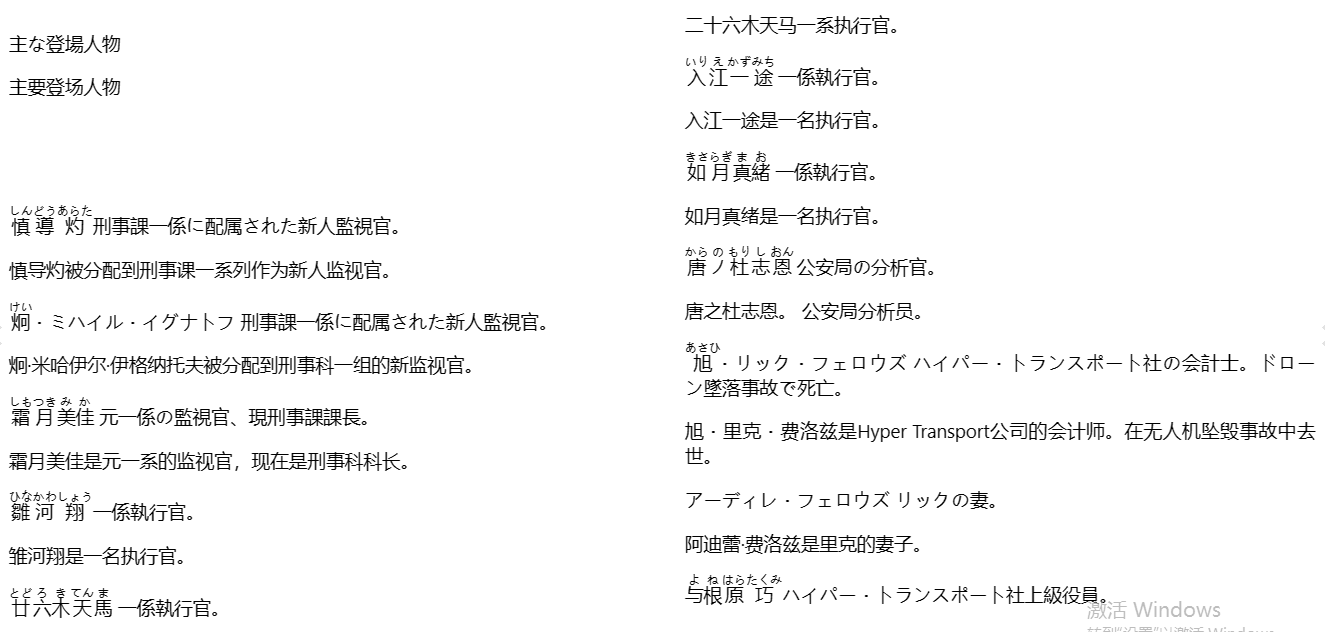 主な登場人物
主要登场人物
しんどうあらた
慎導灼 刑事課一係に配属された新人監視官。
慎导灼被分配到刑事课一系列作为新人监视官。
けい
炯・ミハイル・イグナトフ 刑事課一係に配属された新人監視官。
炯·米哈伊尔·伊格纳托夫被分配到刑事科一组的新监视官。
しもつきみか
霜月美佳 元一係の監視官、現刑事課課長。
霜月美佳是元一系的监视官，现在是刑事科科长。
ひなかわしょう
雛河翔 一係執行官。
雏河翔是一名执行官。
とどろきてんま
廿六木天馬 一係執行官。
二十六木天马一系执行官。
いりえかずみち
入江一途 一係執行官。
入江一途是一名执行官。
きさらぎまお
如月真緒 一係執行官。
如月真绪是一名执行官。
からのもりしおん
唐ノ杜志恩 公安局の分析官。
唐之杜志恩。 公安局分析员。
あさひ
旭・リック・フェロウズ ハイパー・トランスポート社の会計士。ドロー
ン墜落事故で死亡。
旭・里克・费洛兹是Hyper Transport公司的会计师。在无人机坠毁事故中去
世。
アーディレ・フェロウズ リックの妻。
阿迪蕾·费洛兹是里克的妻子。
よねはらたくみ
与根原巧 ハイパー・トランスポート社上級役員。
激活 Windows